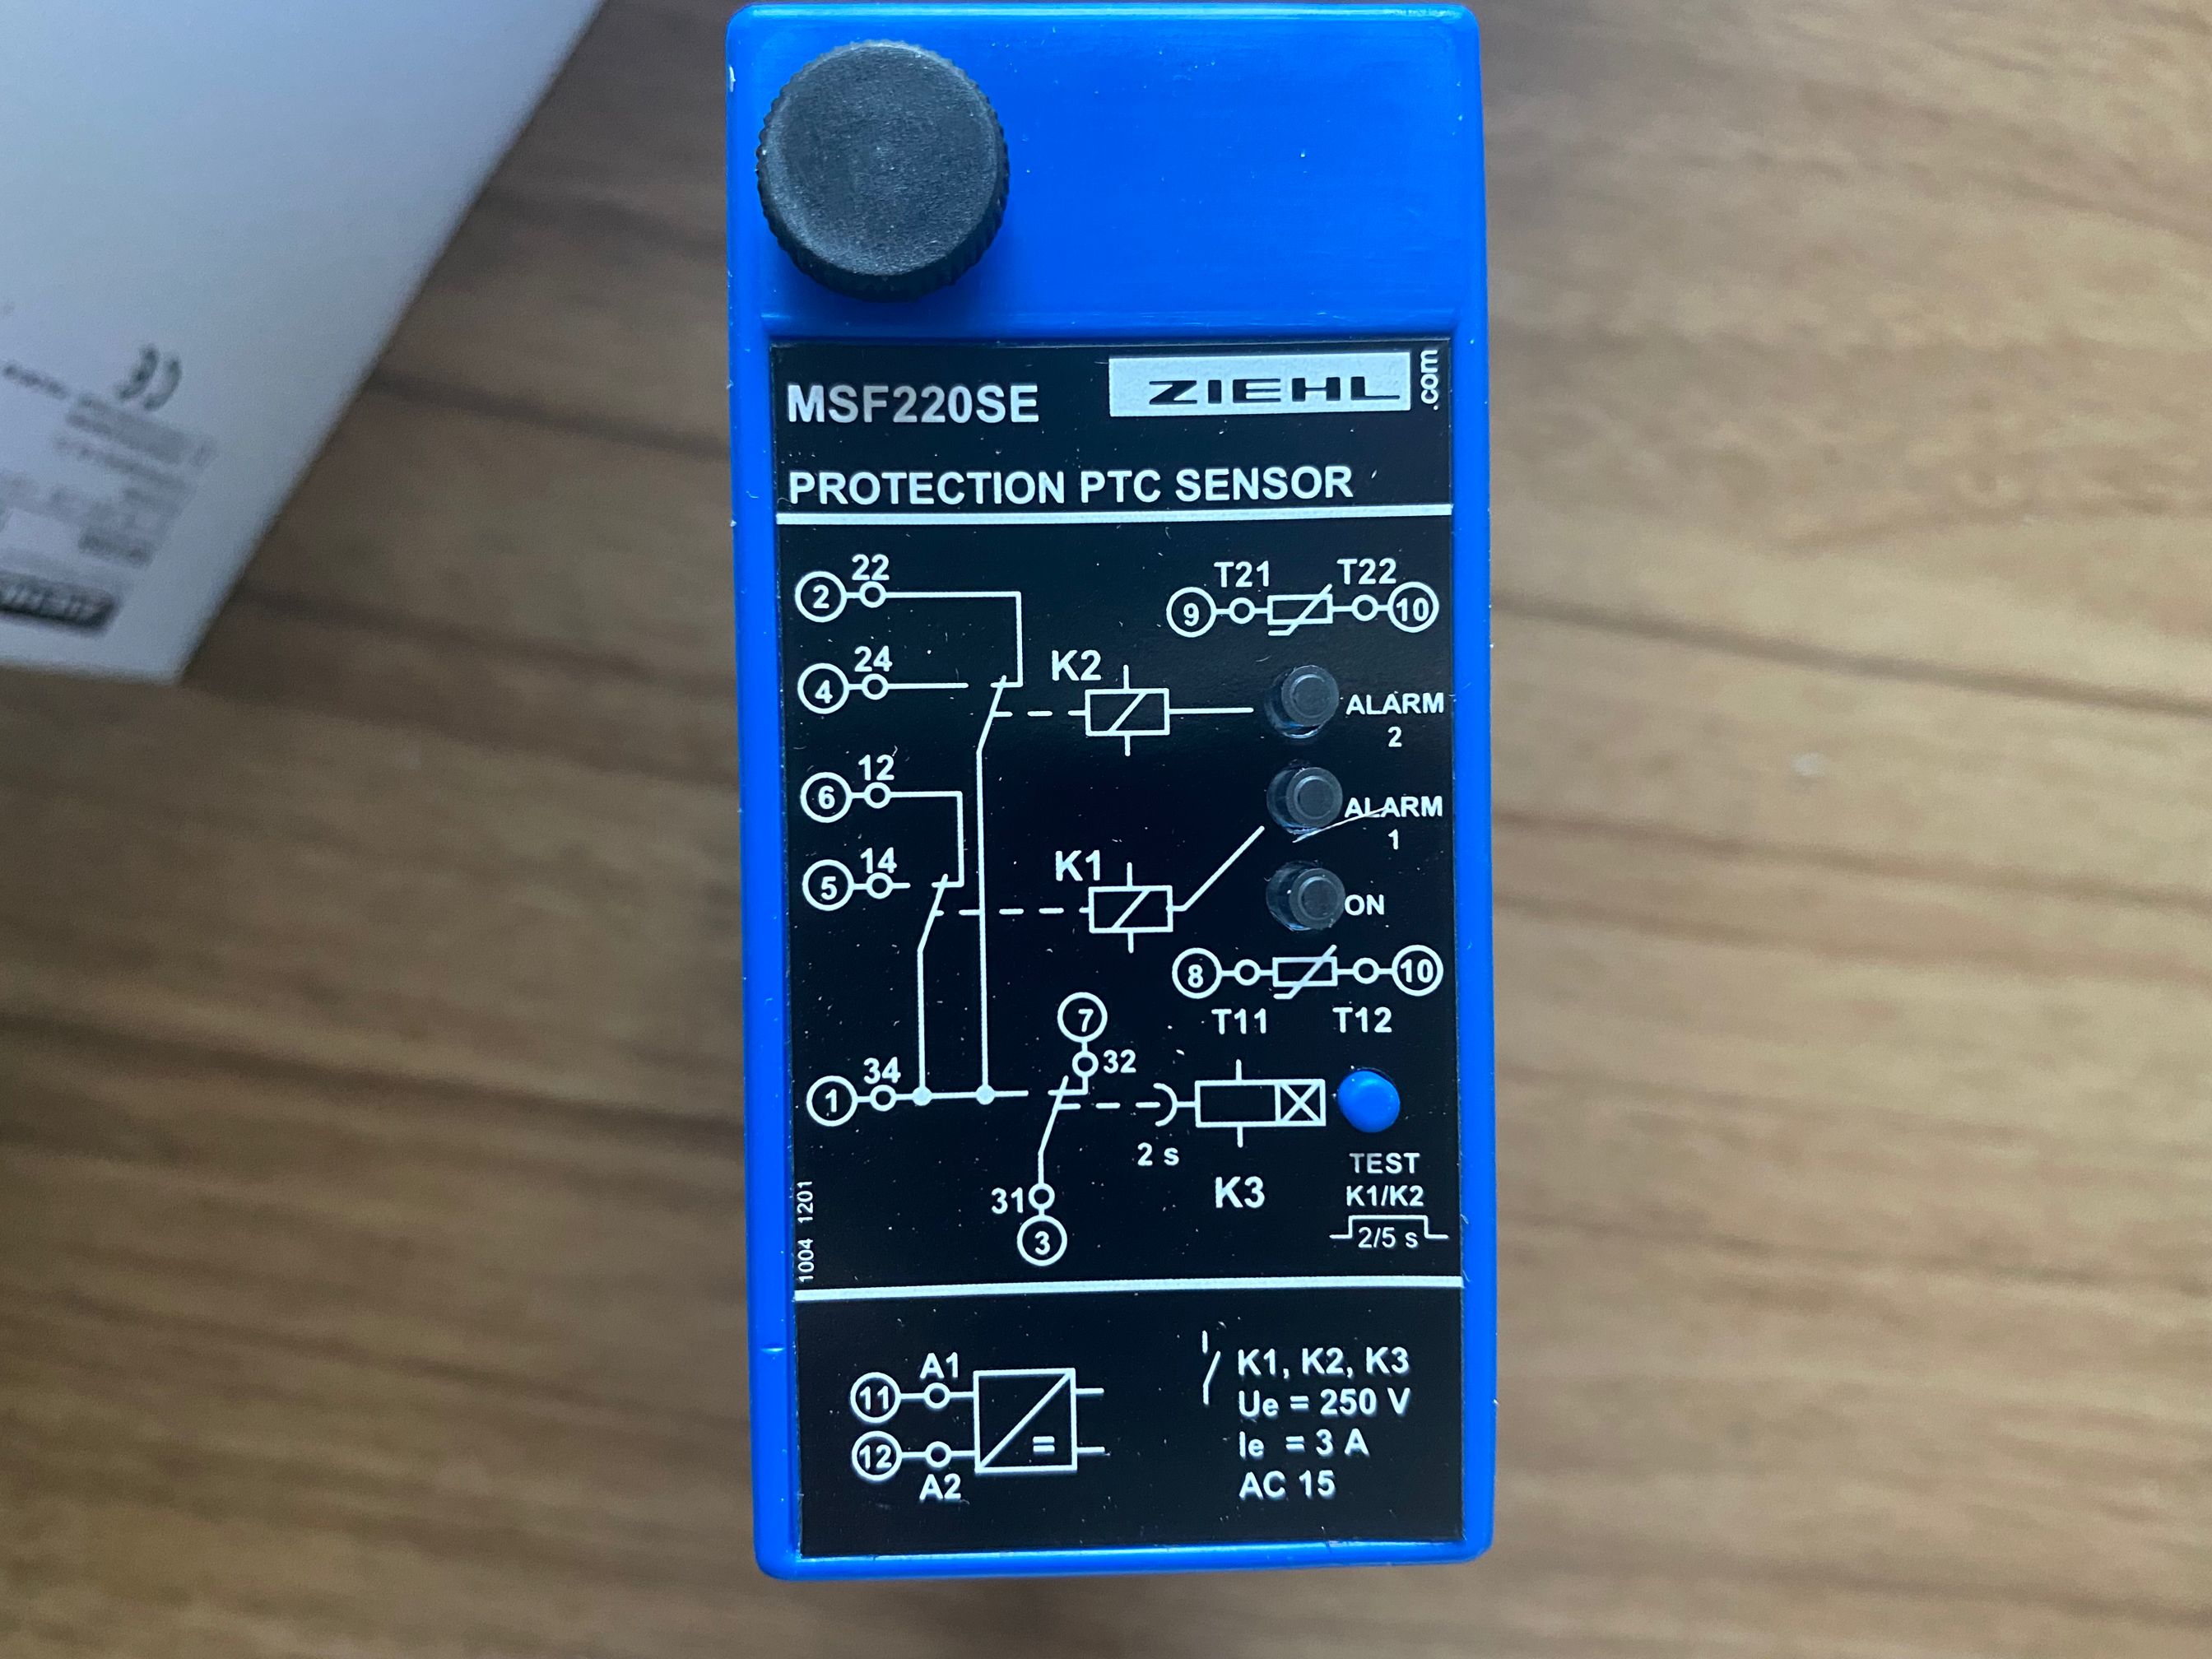 MSF220SE
ZIEHL
.com
PROTECTION PTC SENSOR
2 22
T21 T22
9 10
4 24
K2
ALARM
2
6 12
ALARM
1
5 14
K1
ON
8 10
T11 T12
7
32
1 34
2 s
K3
31
3
TEST
K1/K2
2/5 s
1004 1201
11 A1
=
12 A2
K1, K2, K3
Ue = 250 V
Ie = 3 A
AC 15
CE
ZIEHL